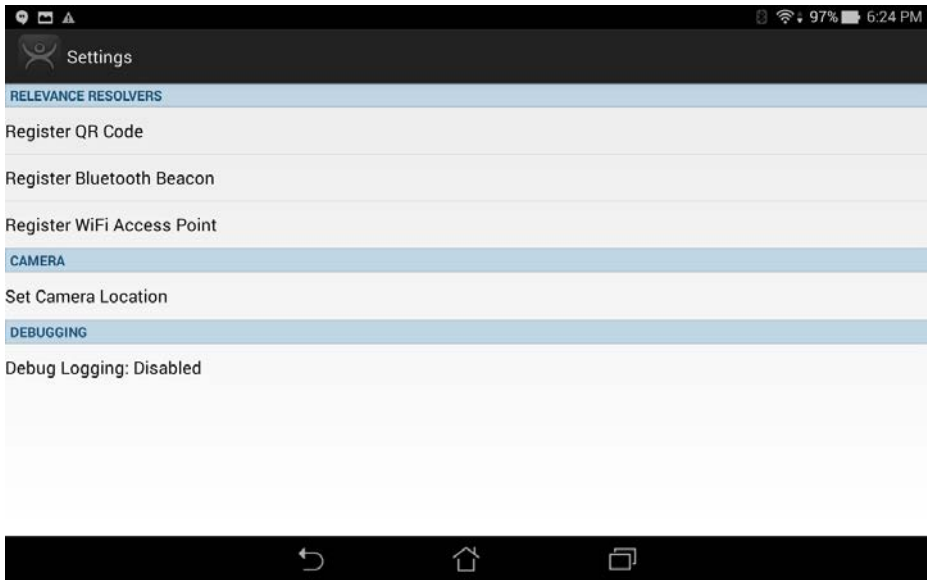 97% 6:24 PM
Settings
RELEVANCE RESOLVERS
Register QR Code
Register Bluetooth Beacon
Register WiFi Access Point
CAMERA
Set Camera Location
DEBUGGING
Debug Logging: Disabled